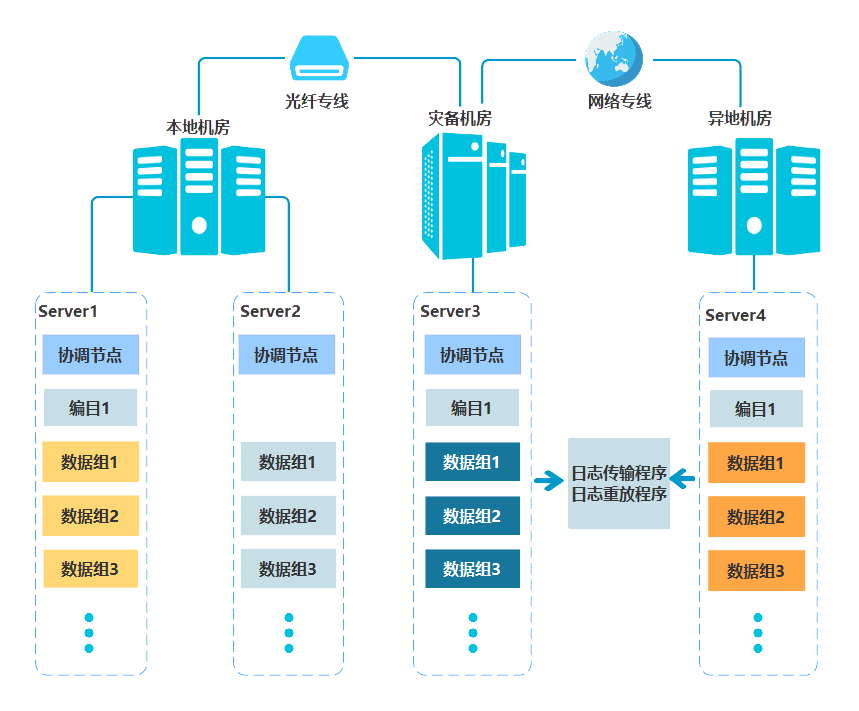 光纤专线
网络专线
本地机房
灾备机房
异地机房
Server1
协调节点
编目1
数据组1
数据组2
数据组3
Server2
协调节点
数据组1
数据组2
数据组3
Server3
协调节点
编目1
数据组1
数据组2
数据组3
日志传输程序
日志重放程序
Server4
协调节点
编目1
数据组1
数据组2
数据组3